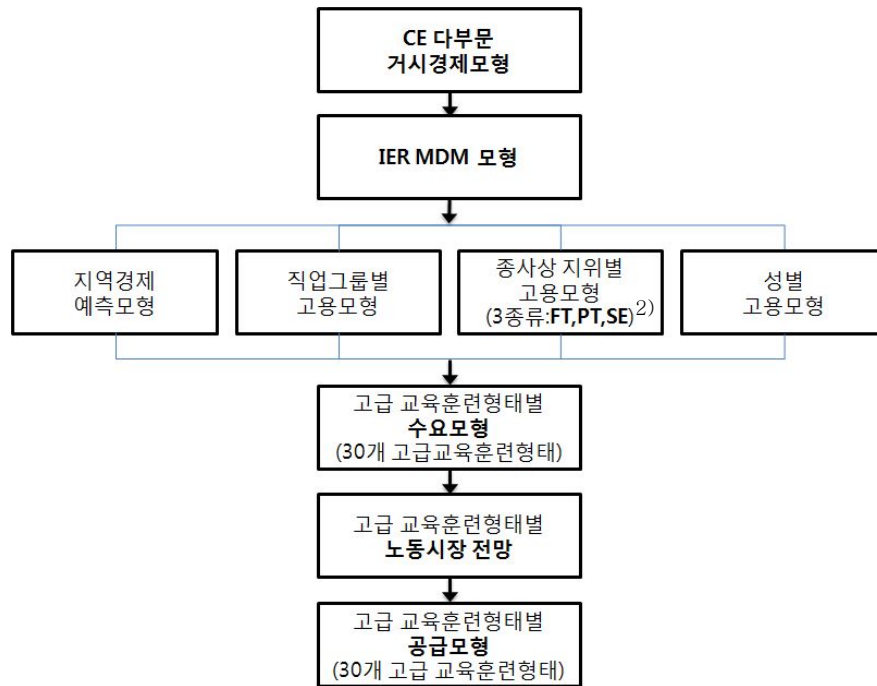 CE 다부문
거시경제모형
IER MDM 모형
지역경제
예측모형
직업그룹별
고용모형
종사상 지위별
고용모형
(3종류:FT,PT,SE)2)
성별
고용모형
고급 교육훈련형태별
수요모형
(30개 고급교육훈련형태)
고급 교육훈련형태별
노동시장 전망
고급 교육훈련형태별
공급모형
(30개 고급 교육훈련형태)